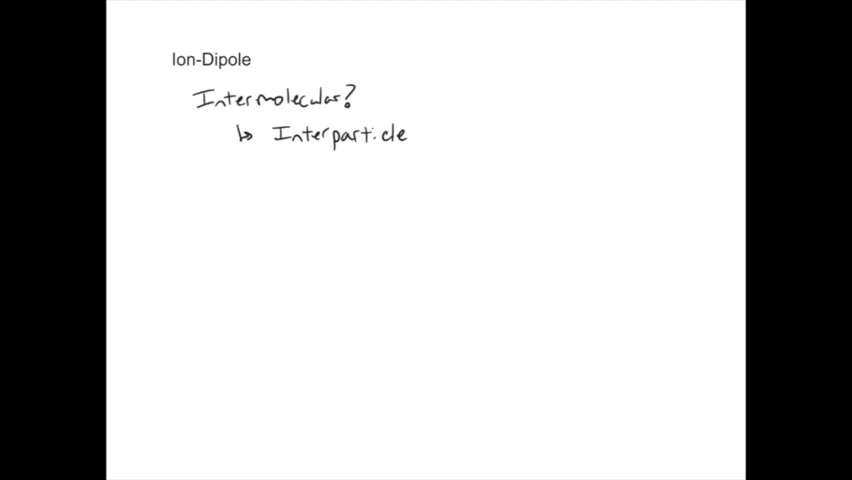 Ion-Dipole
Intermolecular?
↳ Interparticle